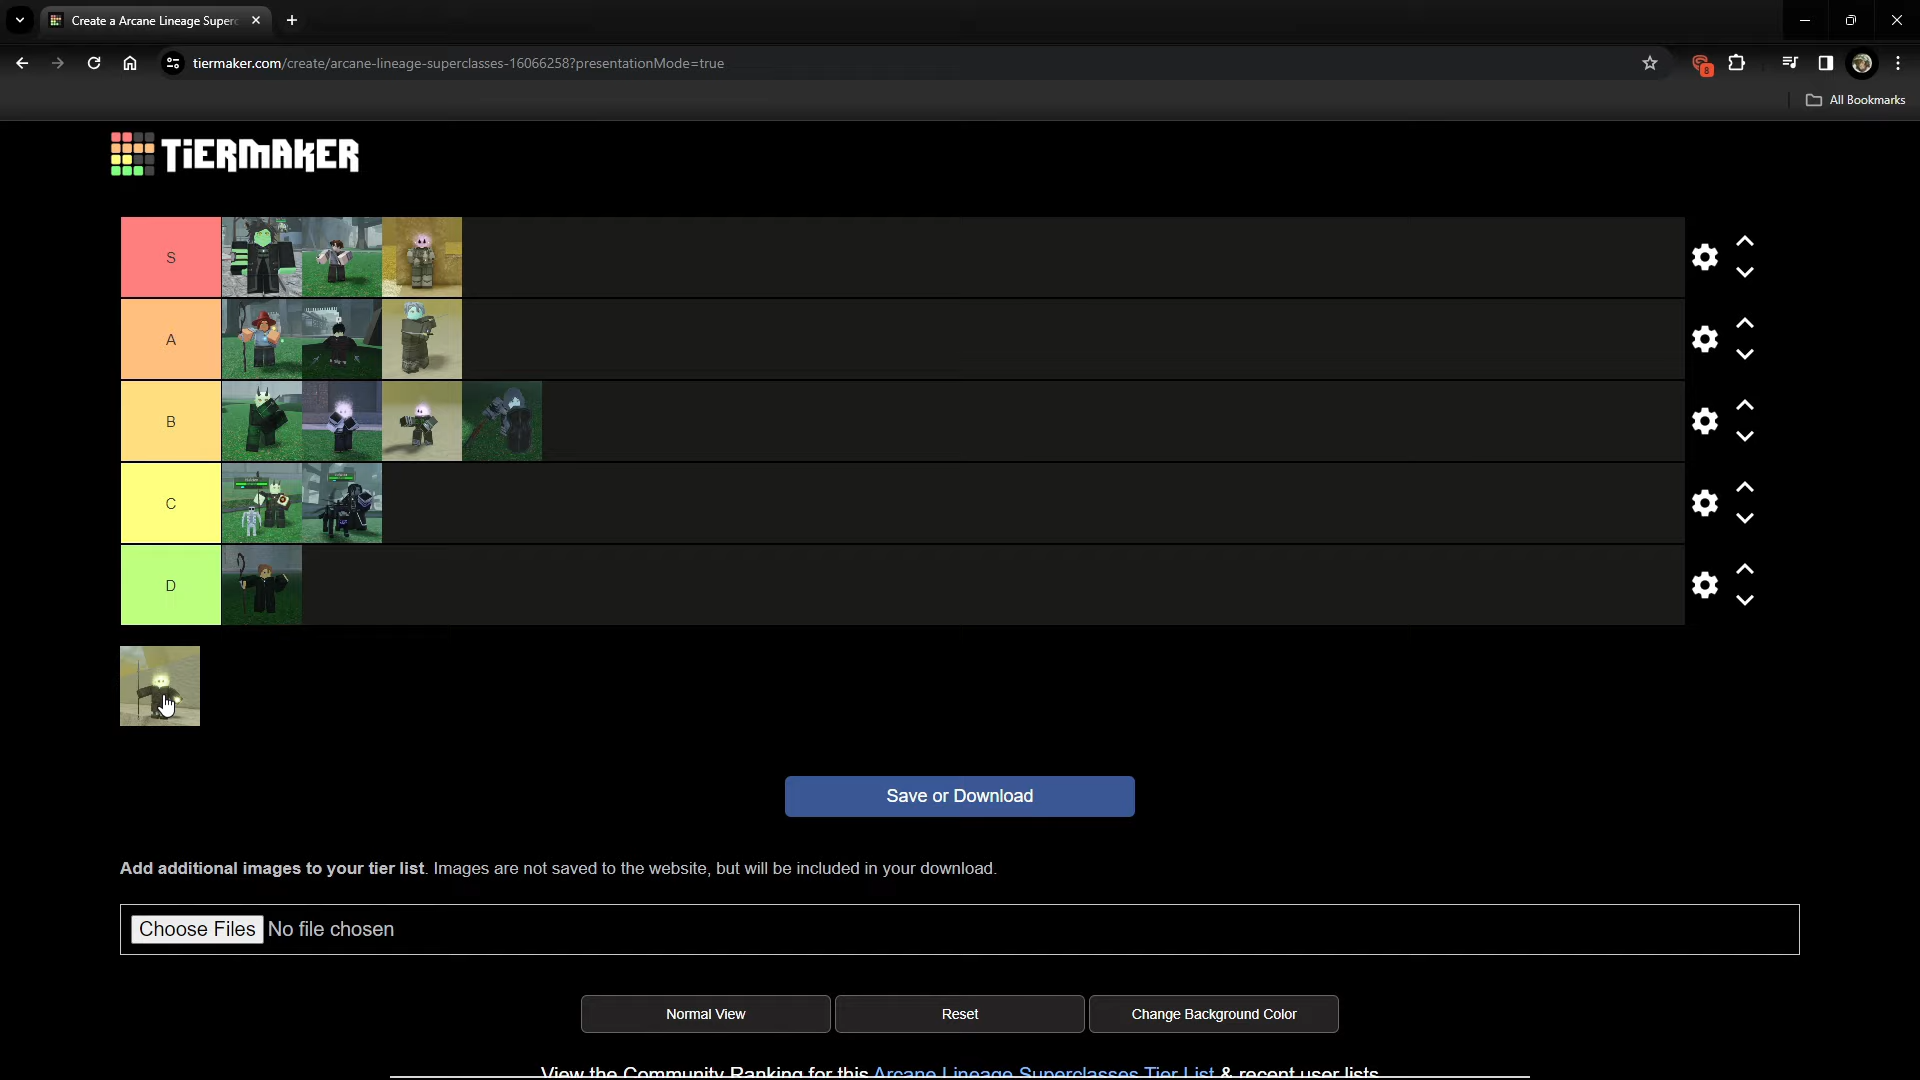 Create a Arcane Lineage Superc
tiermaker.com/create/arcane-lineage-superclasses-16066258?presentationMode=true
8
All Bookmarks
TiERMAKER
S
A
B
C
D
Save or Download
Add additional images to your tier list. Images are not saved to the website, but will be included in your download.
Choose Files No file chosen
Normal View
Reset
Change Background Color
View the Community Ranking for this Arcane Lineage Superclasses Tier List & recent user lists